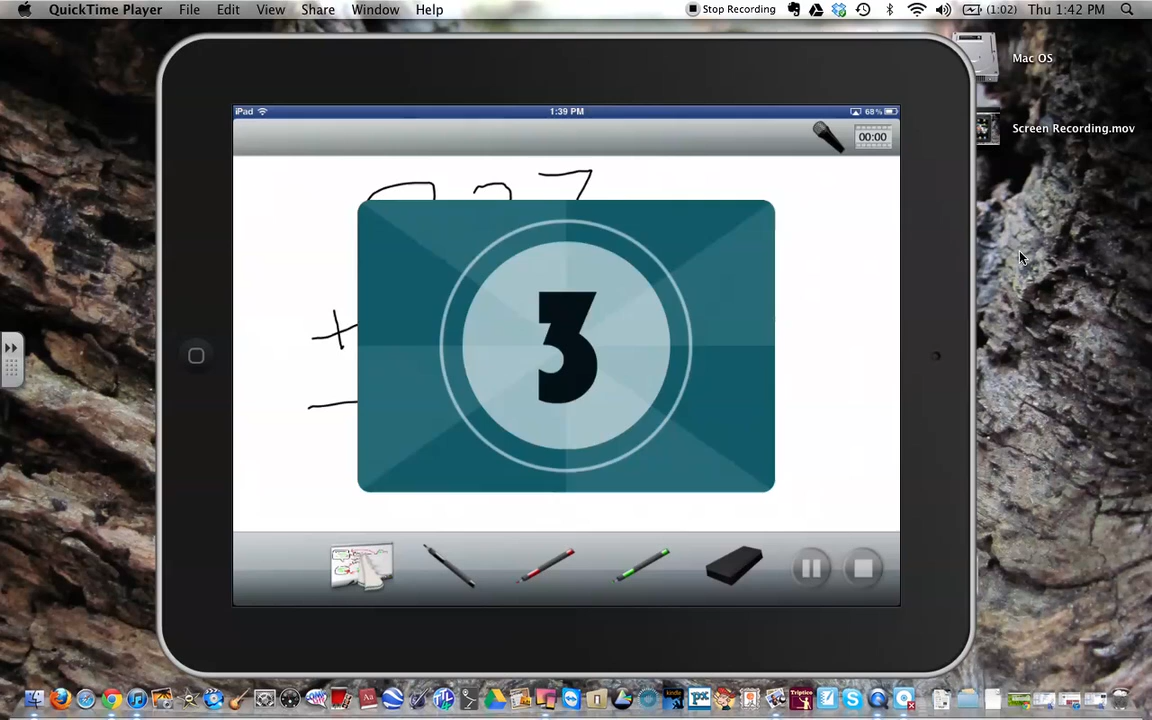 QuickTime Player File Edit View Share Window Help Stop Recording (1:02) Thu 1:42 PM
Mac OS
Screen Recording.mov
iPad 1:39 PM 68%
00:00
7
3
+